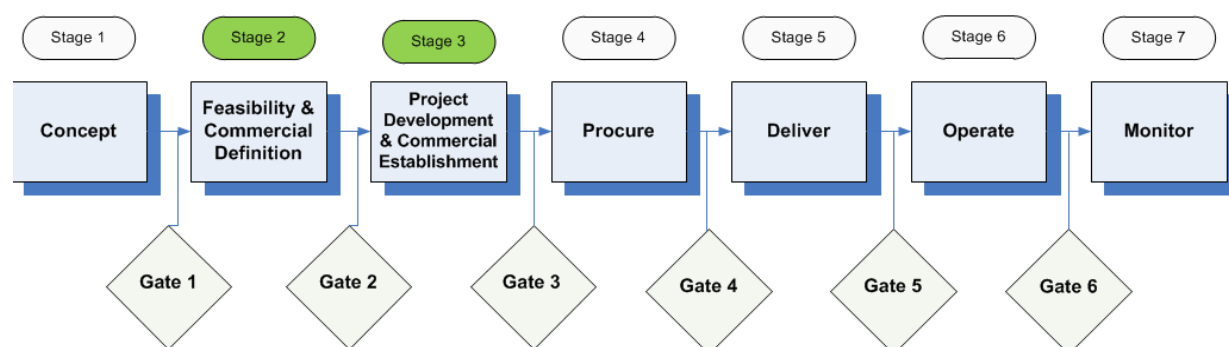 Stage 1
Stage 2
Stage 3
Stage 4
Stage 5
Stage 6
Stage 7
Concept
Feasibility &
Commercial
Definition
Project
Development
& Commercial
Establishment
Procure
Deliver
Operate
Monitor
Gate 1
Gate 2
Gate 3
Gate 4
Gate 5
Gate 6